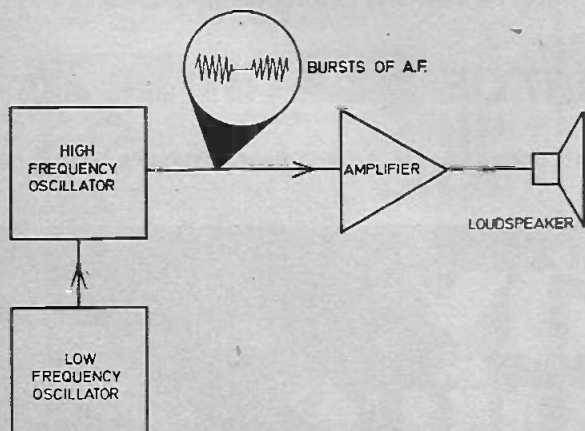 BURSTS OF A.F.
HIGH
FREQUENCY
OSCILLATOR
AMPLIFIER
LOUDSPEAKER
LOW
FREQUENCY
OSCILLATOR